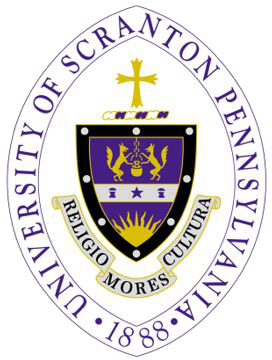 UNIVERSITY OF SCRANTON PENNSYLVANIA
RELIGIO
MORES
CULTURA
· 1888 ·